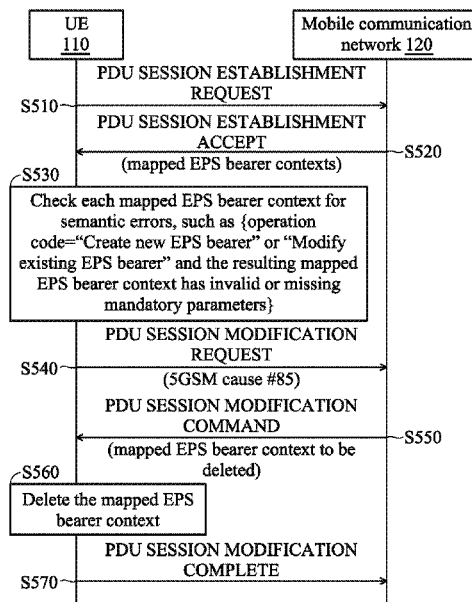 UE
110
Mobile communication
network 120
PDU SESSION ESTABLISHMENT
REQUEST
S510
PDU SESSION ESTABLISHMENT
ACCEPT
(mapped EPS bearer contexts)
S520
S530
Check each mapped EPS bearer context for
semantic errors, such as {operation
code=“Create new EPS bearer” or “Modify
existing EPS bearer” and the resulting mapped
EPS bearer context has invalid or missing
mandatory parameters}
PDU SESSION MODIFICATION
REQUEST
S540
(5GSM cause #85)
PDU SESSION MODIFICATION
COMMAND
S550
(mapped EPS bearer context to be
deleted)
S560
Delete the mapped EPS
bearer context
PDU SESSION MODIFICATION
COMPLETE
S570